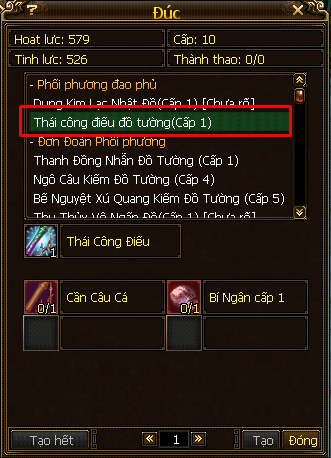 ? Đúc ×
Hoạt lực: 579 Cấp: 10
Tinh lực: 526 Thành thao: 0/0
- Phối phương đao phủ
Dung Kim Lạc Nhật Đồ(Cấp 1) [Chưa rõ]
Thái công điếu đồ tường(Cấp 1)
- Đơn Đoản Phối phương
Thanh Đồng Nhẫn Đồ Tường (Cấp 1)
Ngô Câu Kiếm Đồ Tường (Cấp 4)
Bế Nguyệt Xú Quang Kiếm Đồ Tường (Cấp 5)
Thu Thủy Vô Ngấn Đồ(Cấp 1) [Chưa rõ]
1 Thái Công Điếu
0/1 Cần Câu Cá 0/1 Bí Ngân cấp 1
Tạo hết 1 Tạo Đóng